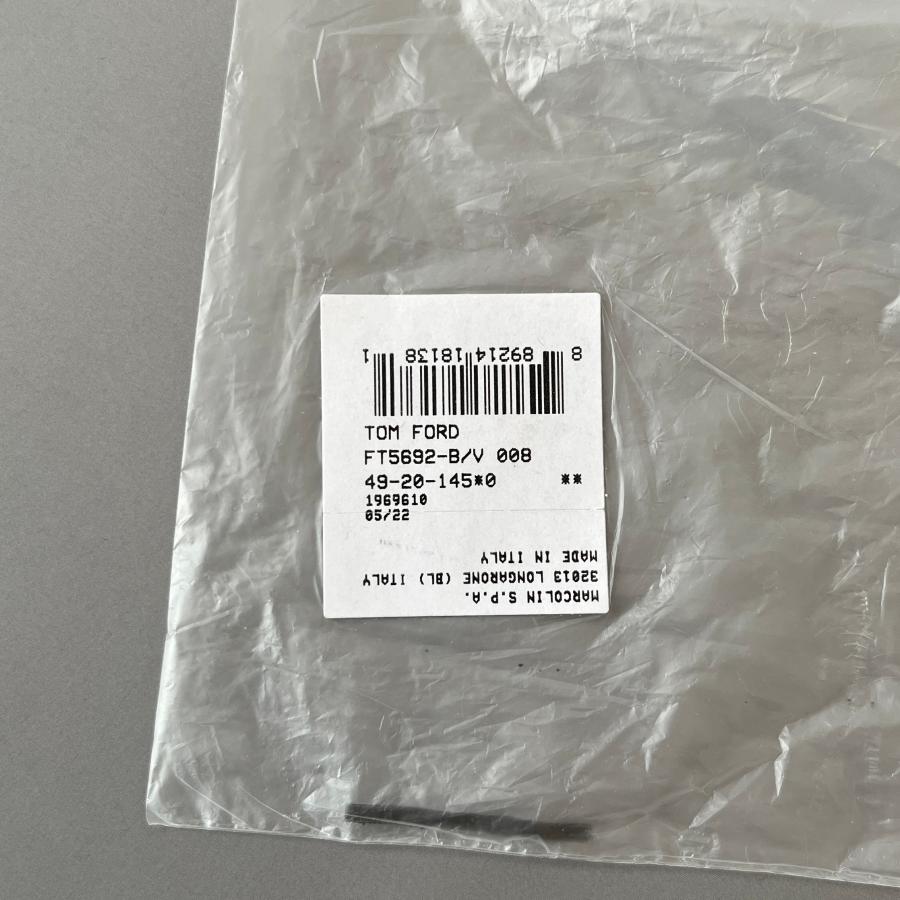 8 89214 18138 1
TOM FORD
FT5692-B/V 008
49-20-145*0 **
1969610
05/22
MARCOLIN S.P.A.
32013 LONGARONE (BL) ITALY
MADE IN ITALY